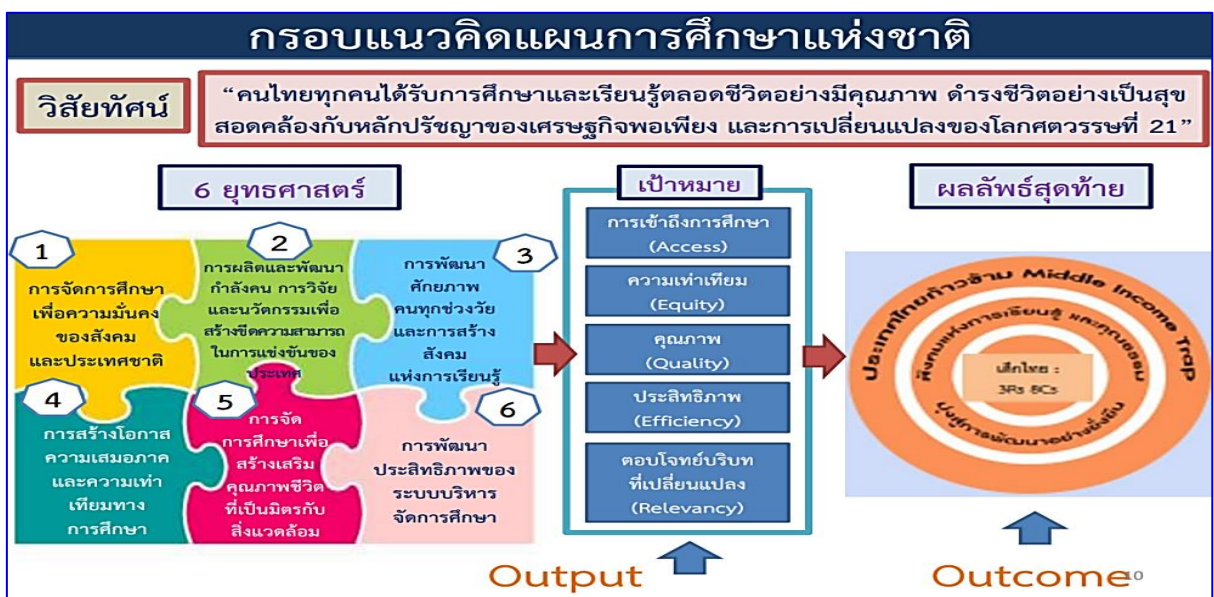 กรอบแนวคิดแผนการศึกษาแห่งชาติ
วิสัยทัศน์
“คนไทยทุกคนได้รับการศึกษาและเรียนรู้ตลอดชีวิตอย่างมีคุณภาพ ดำรงชีวิตอย่างเป็นสุข
สอดคล้องกับหลักปรัชญาของเศรษฐกิจพอเพียง และการเปลี่ยนแปลงของโลกศตวรรษที่ 21”
6 ยุทธศาสตร์
1
การจัดการศึกษา
เพื่อความมั่นคง
ของสังคม
และประเทศชาติ
2
การผลิตและพัฒนา
กำลังคน การวิจัย
และนวัตกรรมเพื่อ
สร้างขีดความสามารถ
ในการแข่งขันของ
ประเทศ
3
การพัฒนา
ศักยภาพ
คนทุกช่วงวัย
และการสร้าง
สังคม
แห่งการเรียนรู้
4
การสร้างโอกาส
ความเสมอภาค
และความเท่า
เทียมทาง
การศึกษา
5
การจัด
การศึกษาเพื่อ
สร้างเสริม
คุณภาพชีวิต
ที่เป็นมิตรกับ
สิ่งแวดล้อม
6
การพัฒนา
ประสิทธิภาพของ
ระบบบริหาร
จัดการศึกษา
เป้าหมาย
การเข้าถึงการศึกษา
(Access)
ความเท่าเทียม
(Equity)
คุณภาพ
(Quality)
ประสิทธิภาพ
(Efficiency)
ตอบโจทย์บริบท
ที่เปลี่ยนแปลง
(Relevancy)
Output
ผลลัพธ์สุดท้าย
ประเทศไทยก้าวข้าม Middle Income Trap
สังคมแห่งการเรียนรู้ และคุณธรรม
เด็กไทย :
3Rs 8Cs
มุ่งสู่การพัฒนาอย่างยั่งยืน
Outcome
10